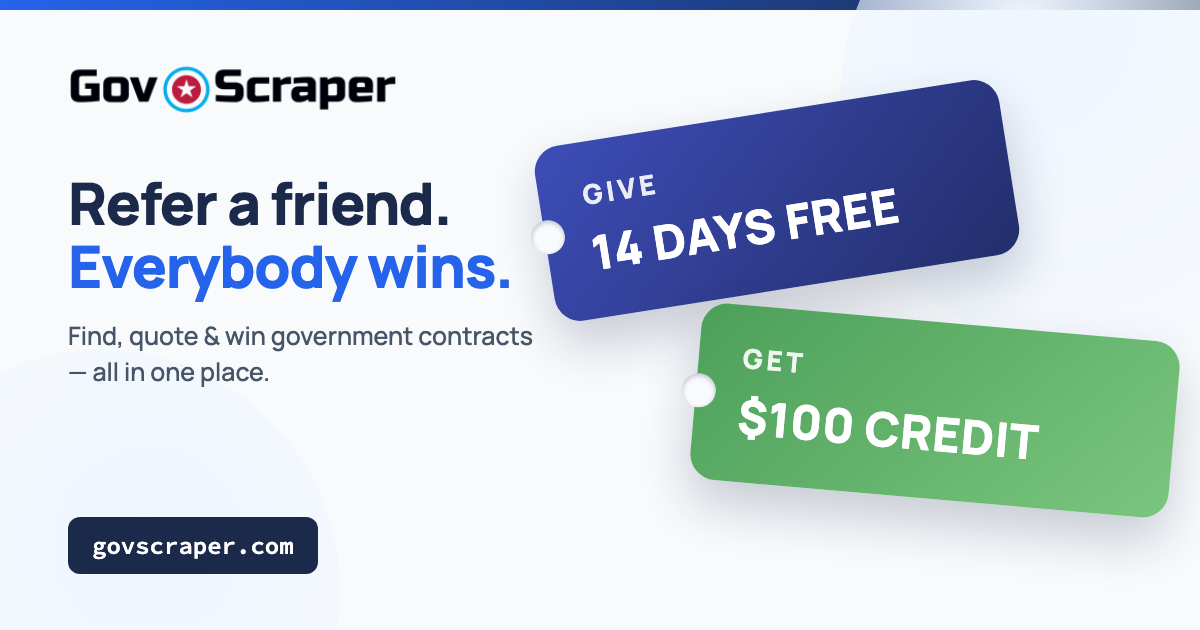 Gov Scraper
Refer a friend.
Everybody wins.
Find, quote & win government contracts
— all in one place.
govscraper.com
GIVE
14 DAYS FREE
GET
$100 CREDIT